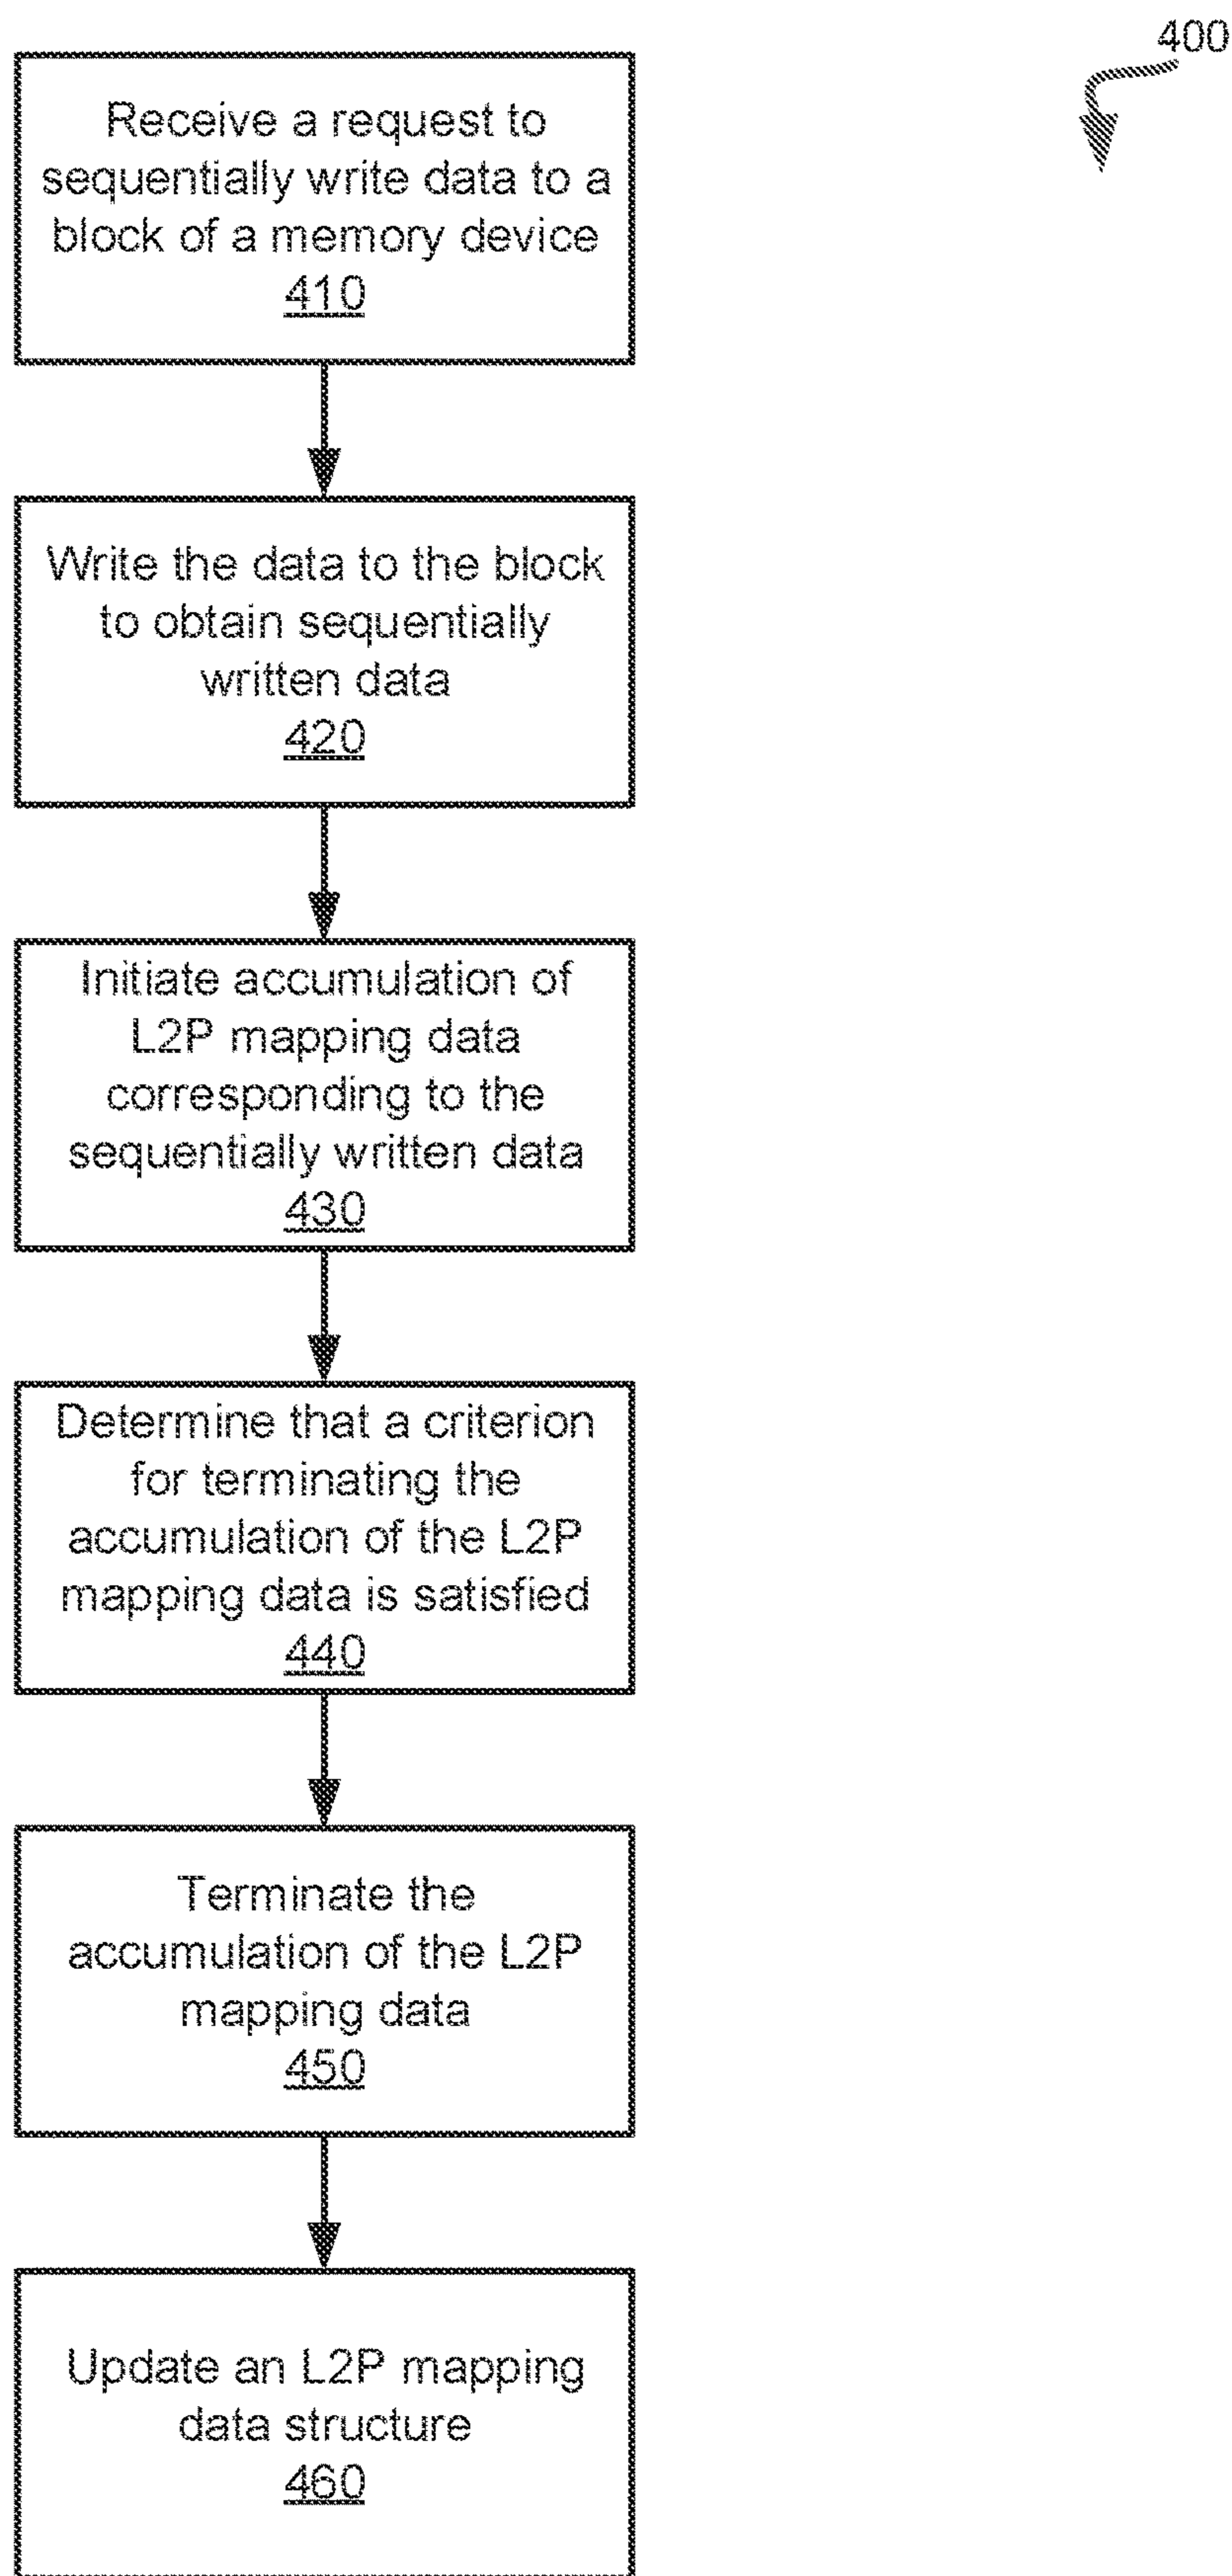 400
Receive a request to
sequentially write data to a
block of a memory device
410
Write the data to the block
to obtain sequentially
written data
420
Initiate accumulation of
L2P mapping data
corresponding to the
sequentially written data
430
Determine that a criterion
for terminating the
accumulation of the L2P
mapping data is satisfied
440
Terminate the
accumulation of the L2P
mapping data
450
Update an L2P mapping
data structure
460